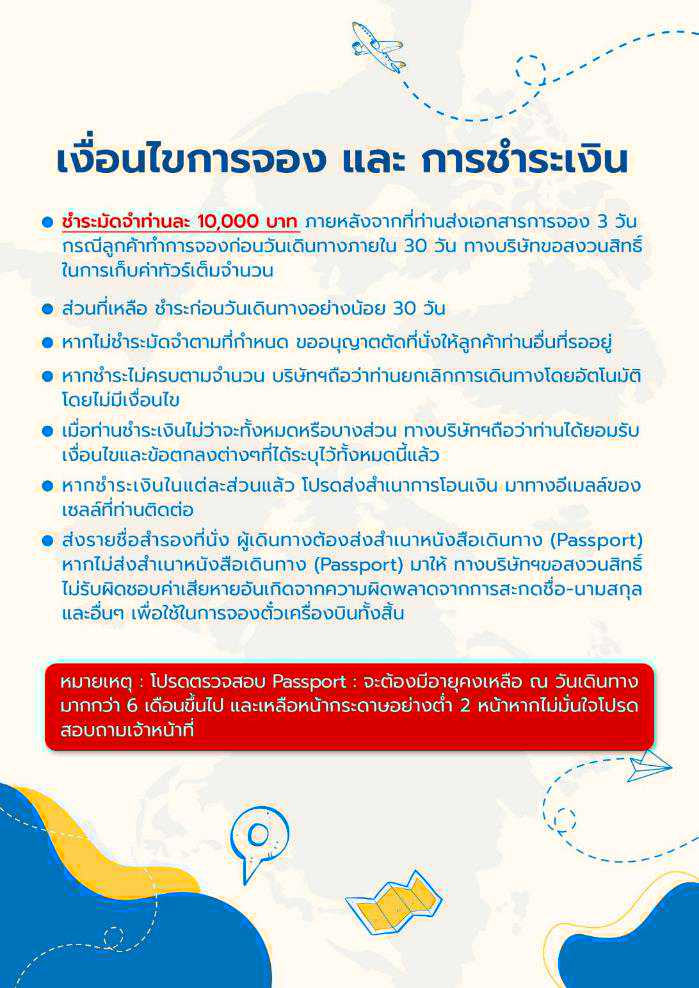 เงื่อนไขการจอง และ การชำระเงิน
ชำระมัดจำท่านละ 10,000 บาท ภายหลังจากที่ท่านส่งเอกสารการจอง 3 วัน
กรณีลูกค้าทำการจองก่อนวันเดินทางภายใน 30 วัน ทางบริษัทขอสงวนสิทธิ์
ในการเก็บค่าทัวร์เต็มจำนวน
ส่วนที่เหลือ ชำระก่อนวันเดินทางอย่างน้อย 30 วัน
หากไม่ชำระมัดจำตามที่กำหนด ขออนุญาตตัดที่นั่งให้ลูกค้าท่านอื่นที่รออยู่
หากชำระไม่ครบตามจำนวน บริษัทฯถือว่าท่านยกเลิกการเดินทางโดยอัตโนมัติ
โดยไม่มีเงื่อนไข
เมื่อท่านชำระเงินไม่ว่าจะทั้งหมดหรือบางส่วน ทางบริษัทฯถือว่าท่านได้ยอมรับ
เงื่อนไขและข้อตกลงต่างๆที่ได้ระบุไว้ทั้งหมดนี้แล้ว
หากชำระเงินในแต่ละส่วนแล้ว โปรดส่งสำเนาการโอนเงิน มาทางอีเมลล์ของ
เซลล์ที่ท่านติดต่อ
ส่งรายชื่อสำรองที่นั่ง ผู้เดินทางต้องส่งสำเนาหนังสือเดินทาง (Passport)
หากไม่ส่งสำเนาหนังสือเดินทาง (Passport) มาให้ ทางบริษัทฯขอสงวนสิทธิ์
ไม่รับผิดชอบค่าเสียหายอันเกิดจากความผิดพลาดจากการสะกดชื่อ-นามสกุล
และอื่นๆ เพื่อใช้ในการจองตั๋วเครื่องบินทั้งสิ้น
หมายเหตุ : โปรดตรวจสอบ Passport : จะต้องมีอายุคงเหลือ ณ วันเดินทาง
มากกว่า 6 เดือนขึ้นไป และเหลือหน้ากระดาษอย่างต่ำ 2 หน้าหากไม่มั่นใจโปรด
สอบถามเจ้าหน้าที่